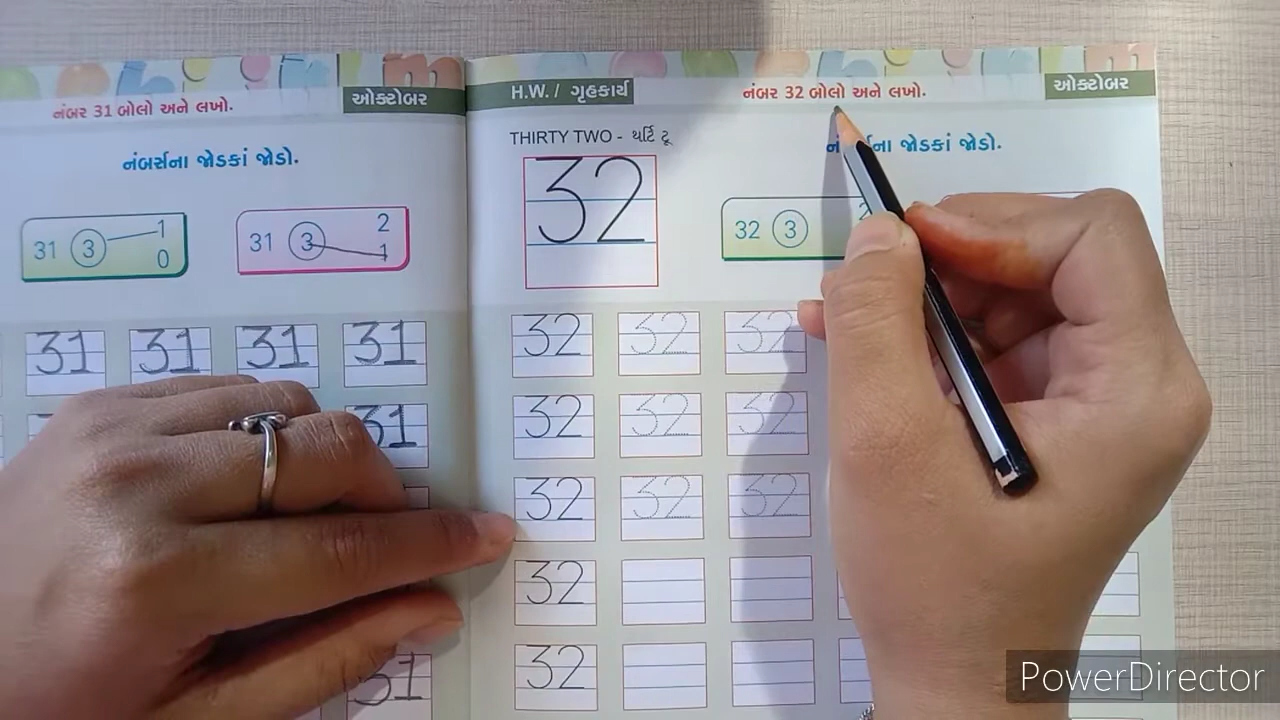 નંબર 31 બોલો અને લખો.
ઓક્ટોબર
નંબર્સના જોડકાં જોડો.
31 3 1
0
31 3 2
1
31 31 31 31
31
31
H.W. / ગૃહકાર્ય
નંબર 32 બોલો અને લખો.
ઓક્ટોબર
THIRTY TWO - થર્ટિ ટૂ
જોડકાં જોડો.
32
32 3
32 32 32
32 32 32
32 32 32
32
32
PowerDirector